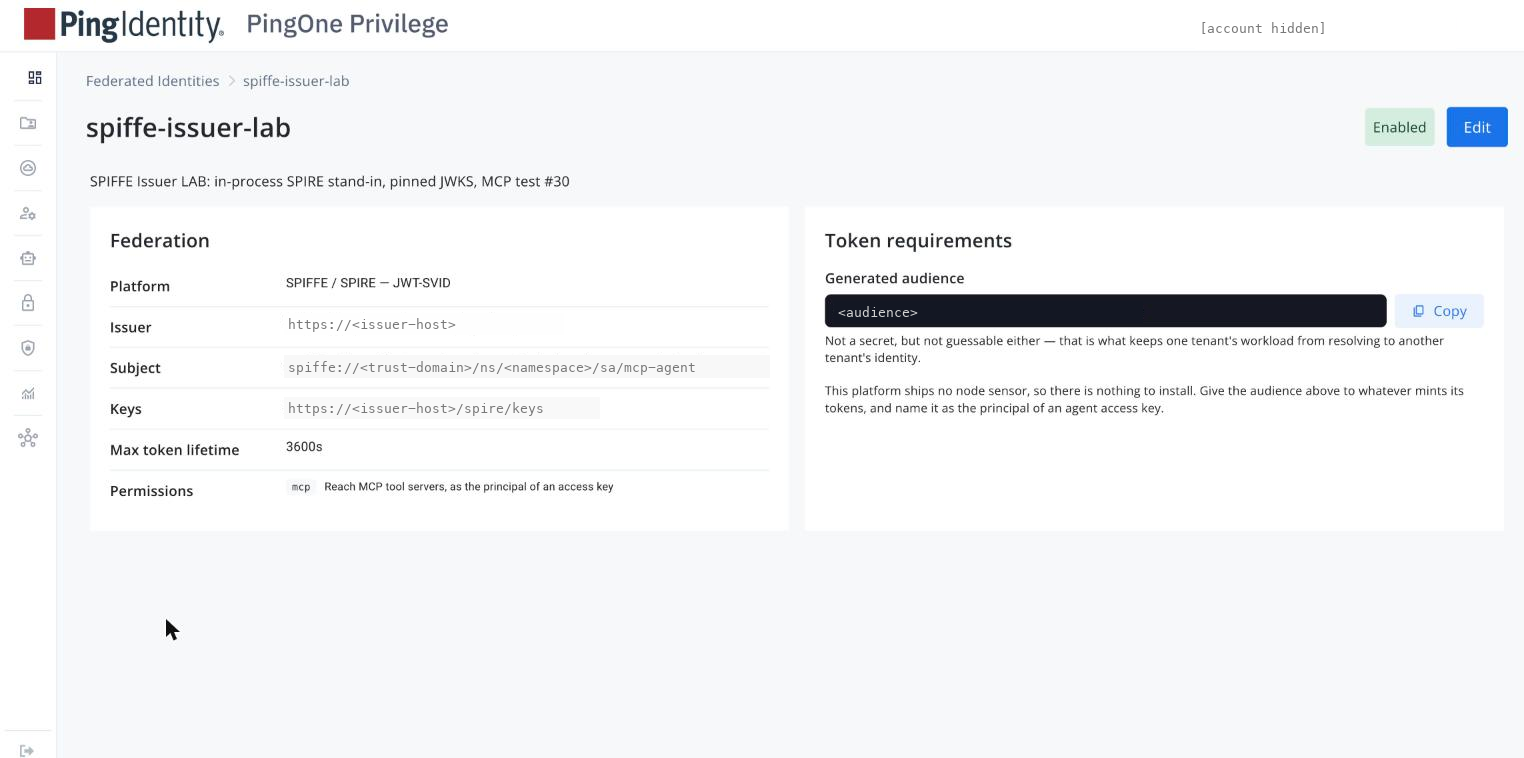 PingIdentity® PingOne Privilege
[account hidden]
Federated Identities > spiffe-issuer-lab
spiffe-issuer-lab
Enabled
Edit
SPIFFE Issuer LAB: in-process SPIRE stand-in, pinned JWKS, MCP test #30
Federation
Platform SPIFFE / SPIRE — JWT-SVID
Issuer https://<issuer-host>
Subject spiffe://<trust-domain>/ns/<namespace>/sa/mcp-agent
Keys https://<issuer-host>/spire/keys
Max token lifetime 3600s
Permissions mcp Reach MCP tool servers, as the principal of an access key
Token requirements
Generated audience
<audience>
Copy
Not a secret, but not guessable either — that is what keeps one tenant's workload from resolving to another
tenant's identity.
This platform ships no node sensor, so there is nothing to install. Give the audience above to whatever mints its
tokens, and name it as the principal of an agent access key.